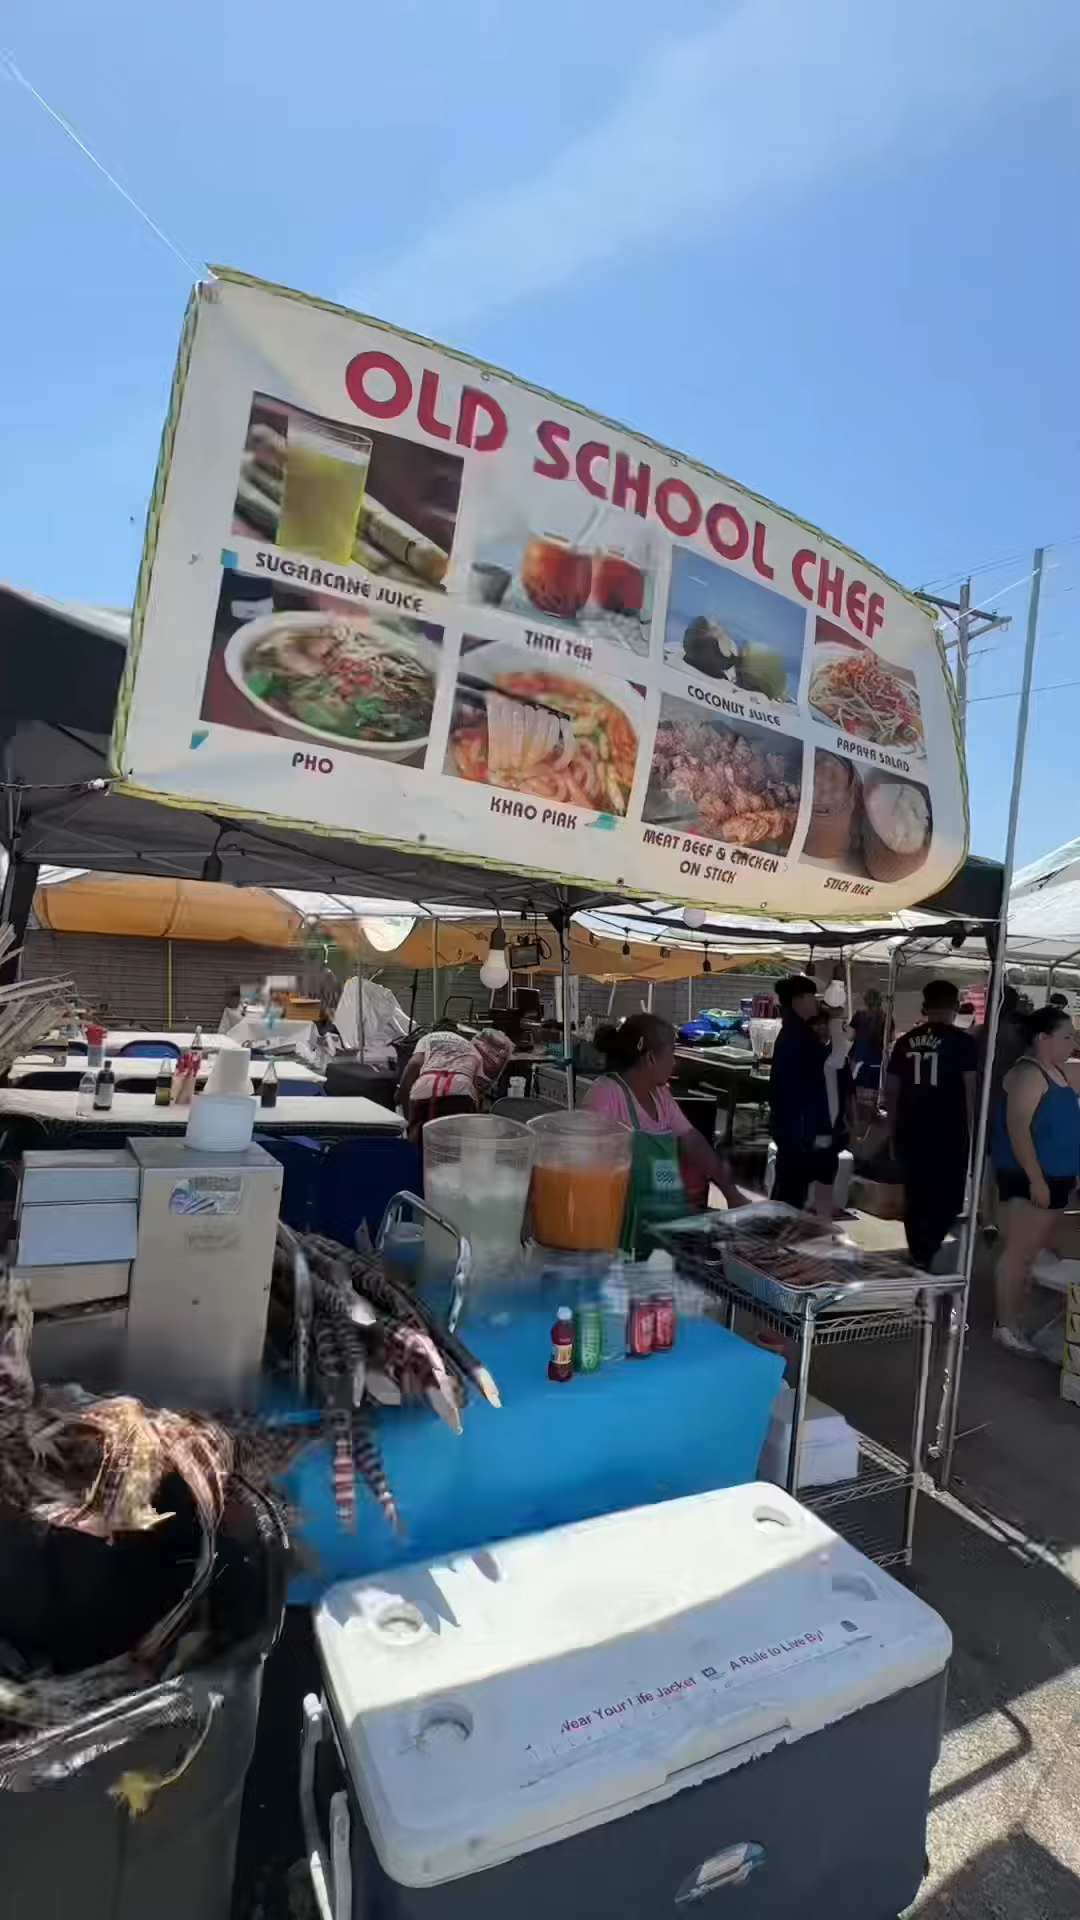 OLD SCHOOL CHEF
SUGARCANE JUICE
THAI TEA
COCONUT JUICE
PAPAYA SALAD
PHO
KHAO PIAK
MEAT BEEF & CHICKEN
ON STICK
STICK RICE
77
Wear Your Life Jacket A Rule to Live By!